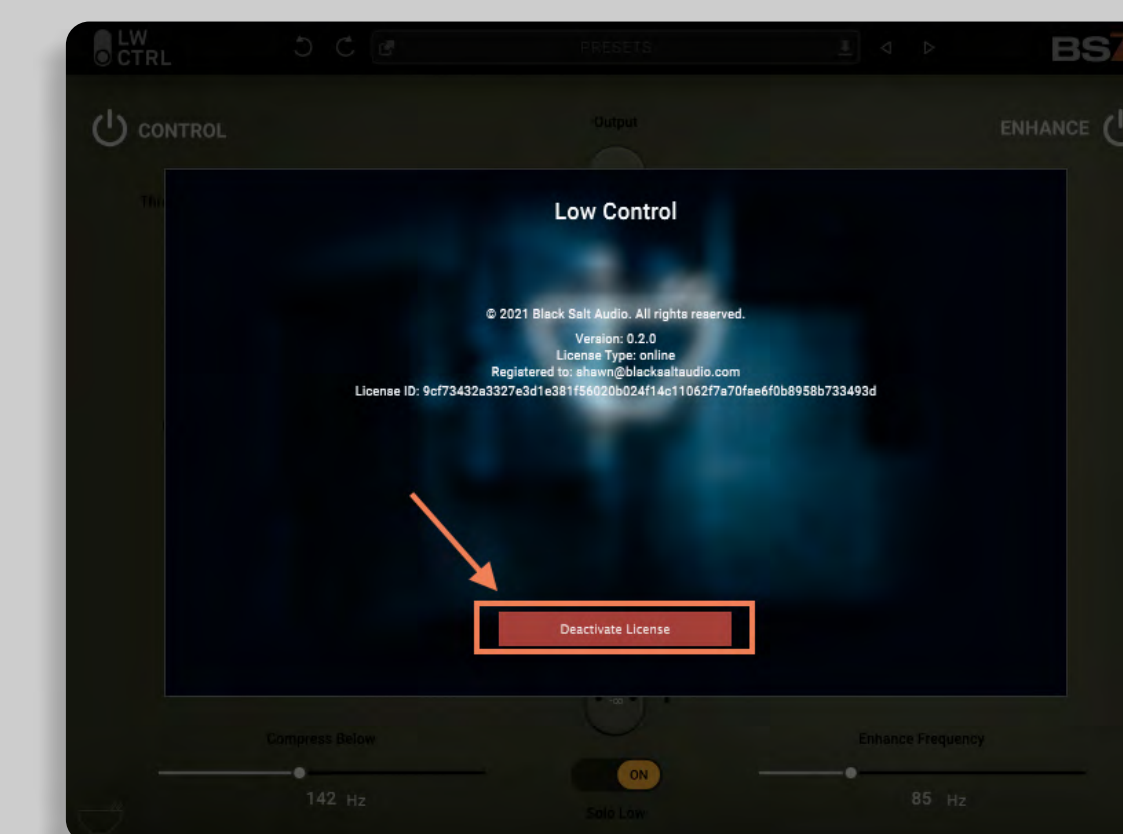 LW
CTRL
PRESETS
BS
CONTROL
Output
ENHANCE
Low Control
© 2021 Black Salt Audio. All rights reserved.
Version: 0.2.0
License Type: online
Registered to: shawn@blacksaltaudio.com
License ID: 9cf73432a3327e3d1e381f56020b024f14c11062f7a70fae6f0b8958b733493d
Deactivate License
-∞
Compress Below
Enhance Frequency
ON
142 Hz
85 Hz
Solo Low